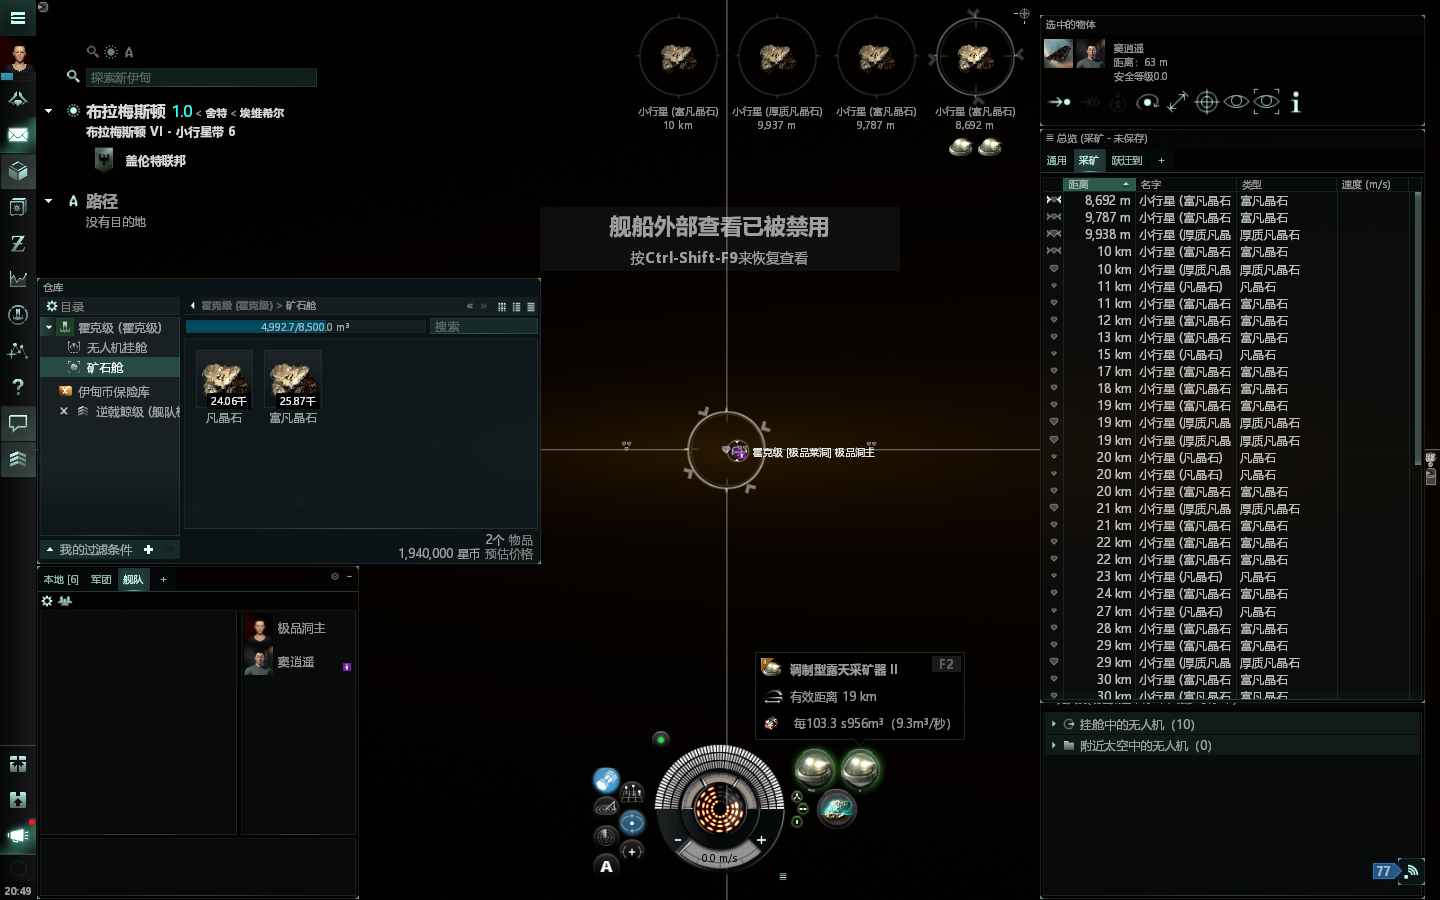 探索新伊甸
布拉梅斯顿 1.0 < 舍特 < 埃维希尔
布拉梅斯顿 VI - 小行星带 6
盖伦特联邦
A 路径
没有目的地
小行星 (富凡晶石)
10 km
小行星 (厚质凡晶石)
9,937 m
小行星 (富凡晶石)
9,787 m
小行星 (富凡晶石)
8,692 m
舰船外部查看已被禁用
按Ctrl-Shift-F9来恢复查看
仓库
目录
霍克级 (霍克级)
无人机挂舱
矿石舱
伊甸币保险库
逆戟鲸级 (舰队
我的过滤条件
霍克级 (霍克级) > 矿石舱
4,992.7/8,500.0 m³
搜索
24.06千
凡晶石
25.87千
富凡晶石
2个 物品
1,940,000 星币 预估价格
本地 [6] 军团 舰队 +
极品洞主
窦逍遥
霍克级 [极品菜洞] 极品洞主
调制型露天采矿器 II F2
有效距离 19 km
每103.3 s956m³（9.3m³/秒）
0.0 m/s
A
20:49
选中的物体
窦逍遥
距离：63 m
安全等级0.0
总览 (采矿 - 未保存)
通用 采矿 跃迁到 +
距离 名字 类型 速度 (m/s)
8,692 m 小行星 (富凡晶石 富凡晶石
9,787 m 小行星 (富凡晶石 富凡晶石
9,938 m 小行星 (厚质凡晶 厚质凡晶石
10 km 小行星 (富凡晶石 富凡晶石
10 km 小行星 (厚质凡晶 厚质凡晶石
11 km 小行星 (凡晶石) 凡晶石
11 km 小行星 (富凡晶石 富凡晶石
12 km 小行星 (富凡晶石 富凡晶石
13 km 小行星 (富凡晶石 富凡晶石
15 km 小行星 (凡晶石) 凡晶石
17 km 小行星 (富凡晶石 富凡晶石
18 km 小行星 (富凡晶石 富凡晶石
19 km 小行星 (富凡晶石 富凡晶石
19 km 小行星 (厚质凡晶 厚质凡晶石
19 km 小行星 (厚质凡晶 厚质凡晶石
20 km 小行星 (凡晶石) 凡晶石
20 km 小行星 (凡晶石) 凡晶石
20 km 小行星 (富凡晶石 富凡晶石
21 km 小行星 (厚质凡晶 厚质凡晶石
21 km 小行星 (富凡晶石 富凡晶石
22 km 小行星 (富凡晶石 富凡晶石
22 km 小行星 (富凡晶石 富凡晶石
23 km 小行星 (凡晶石) 凡晶石
24 km 小行星 (富凡晶石 富凡晶石
27 km 小行星 (凡晶石) 凡晶石
28 km 小行星 (富凡晶石 富凡晶石
29 km 小行星 (富凡晶石 富凡晶石
29 km 小行星 (厚质凡晶 厚质凡晶石
30 km 小行星 (富凡晶石 富凡晶石
30 km 小行星 (富凡晶石 富凡晶石
挂舱中的无人机（10）
附近太空中的无人机（0）
77